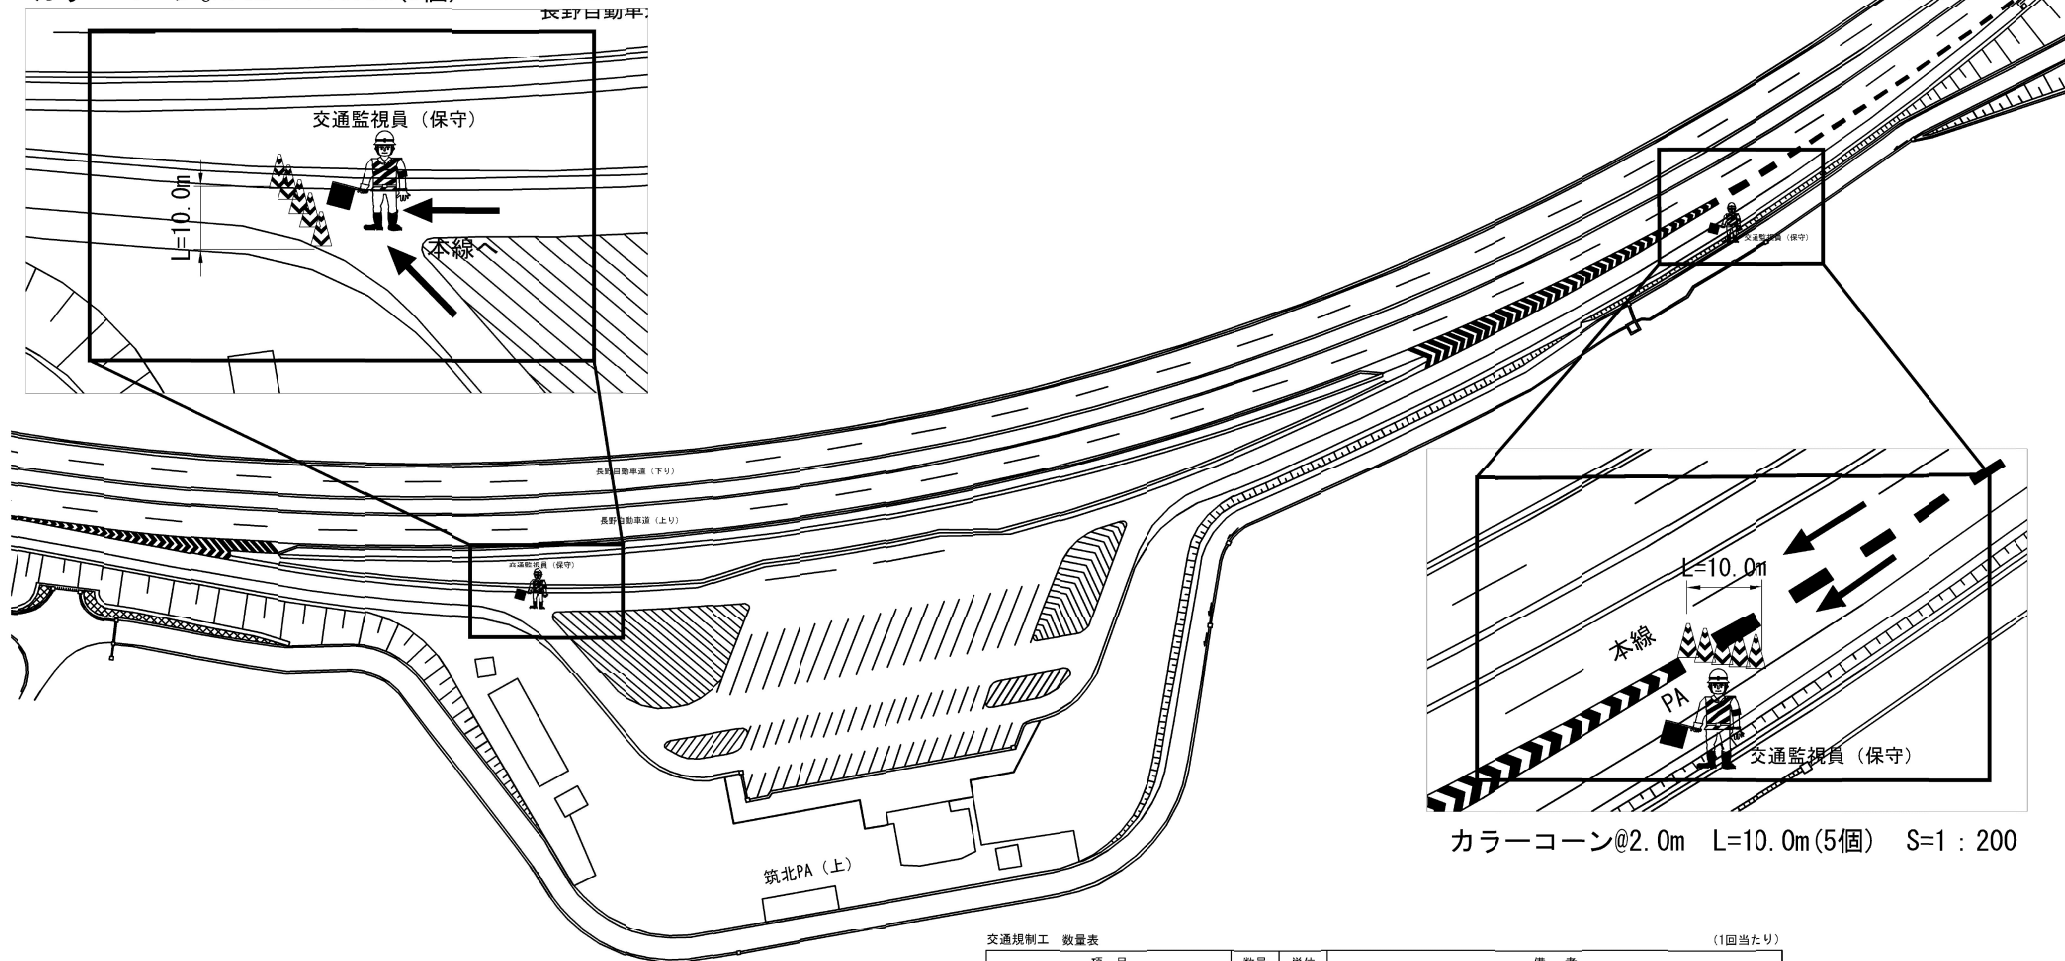 長野自動車
交通監視員（保守）
L=10.0m
本線へ
交通監視員（保守）
長野自動車道（下り）
長野自動車道（上り）
交通監視員（保守）
L=10.0m
本線
PA
交通監視員（保守）
カラーコーン@2.0m L=10.0m(5個) S=1：200
筑北PA（上）
交通規制工 数量表
（1回当たり）